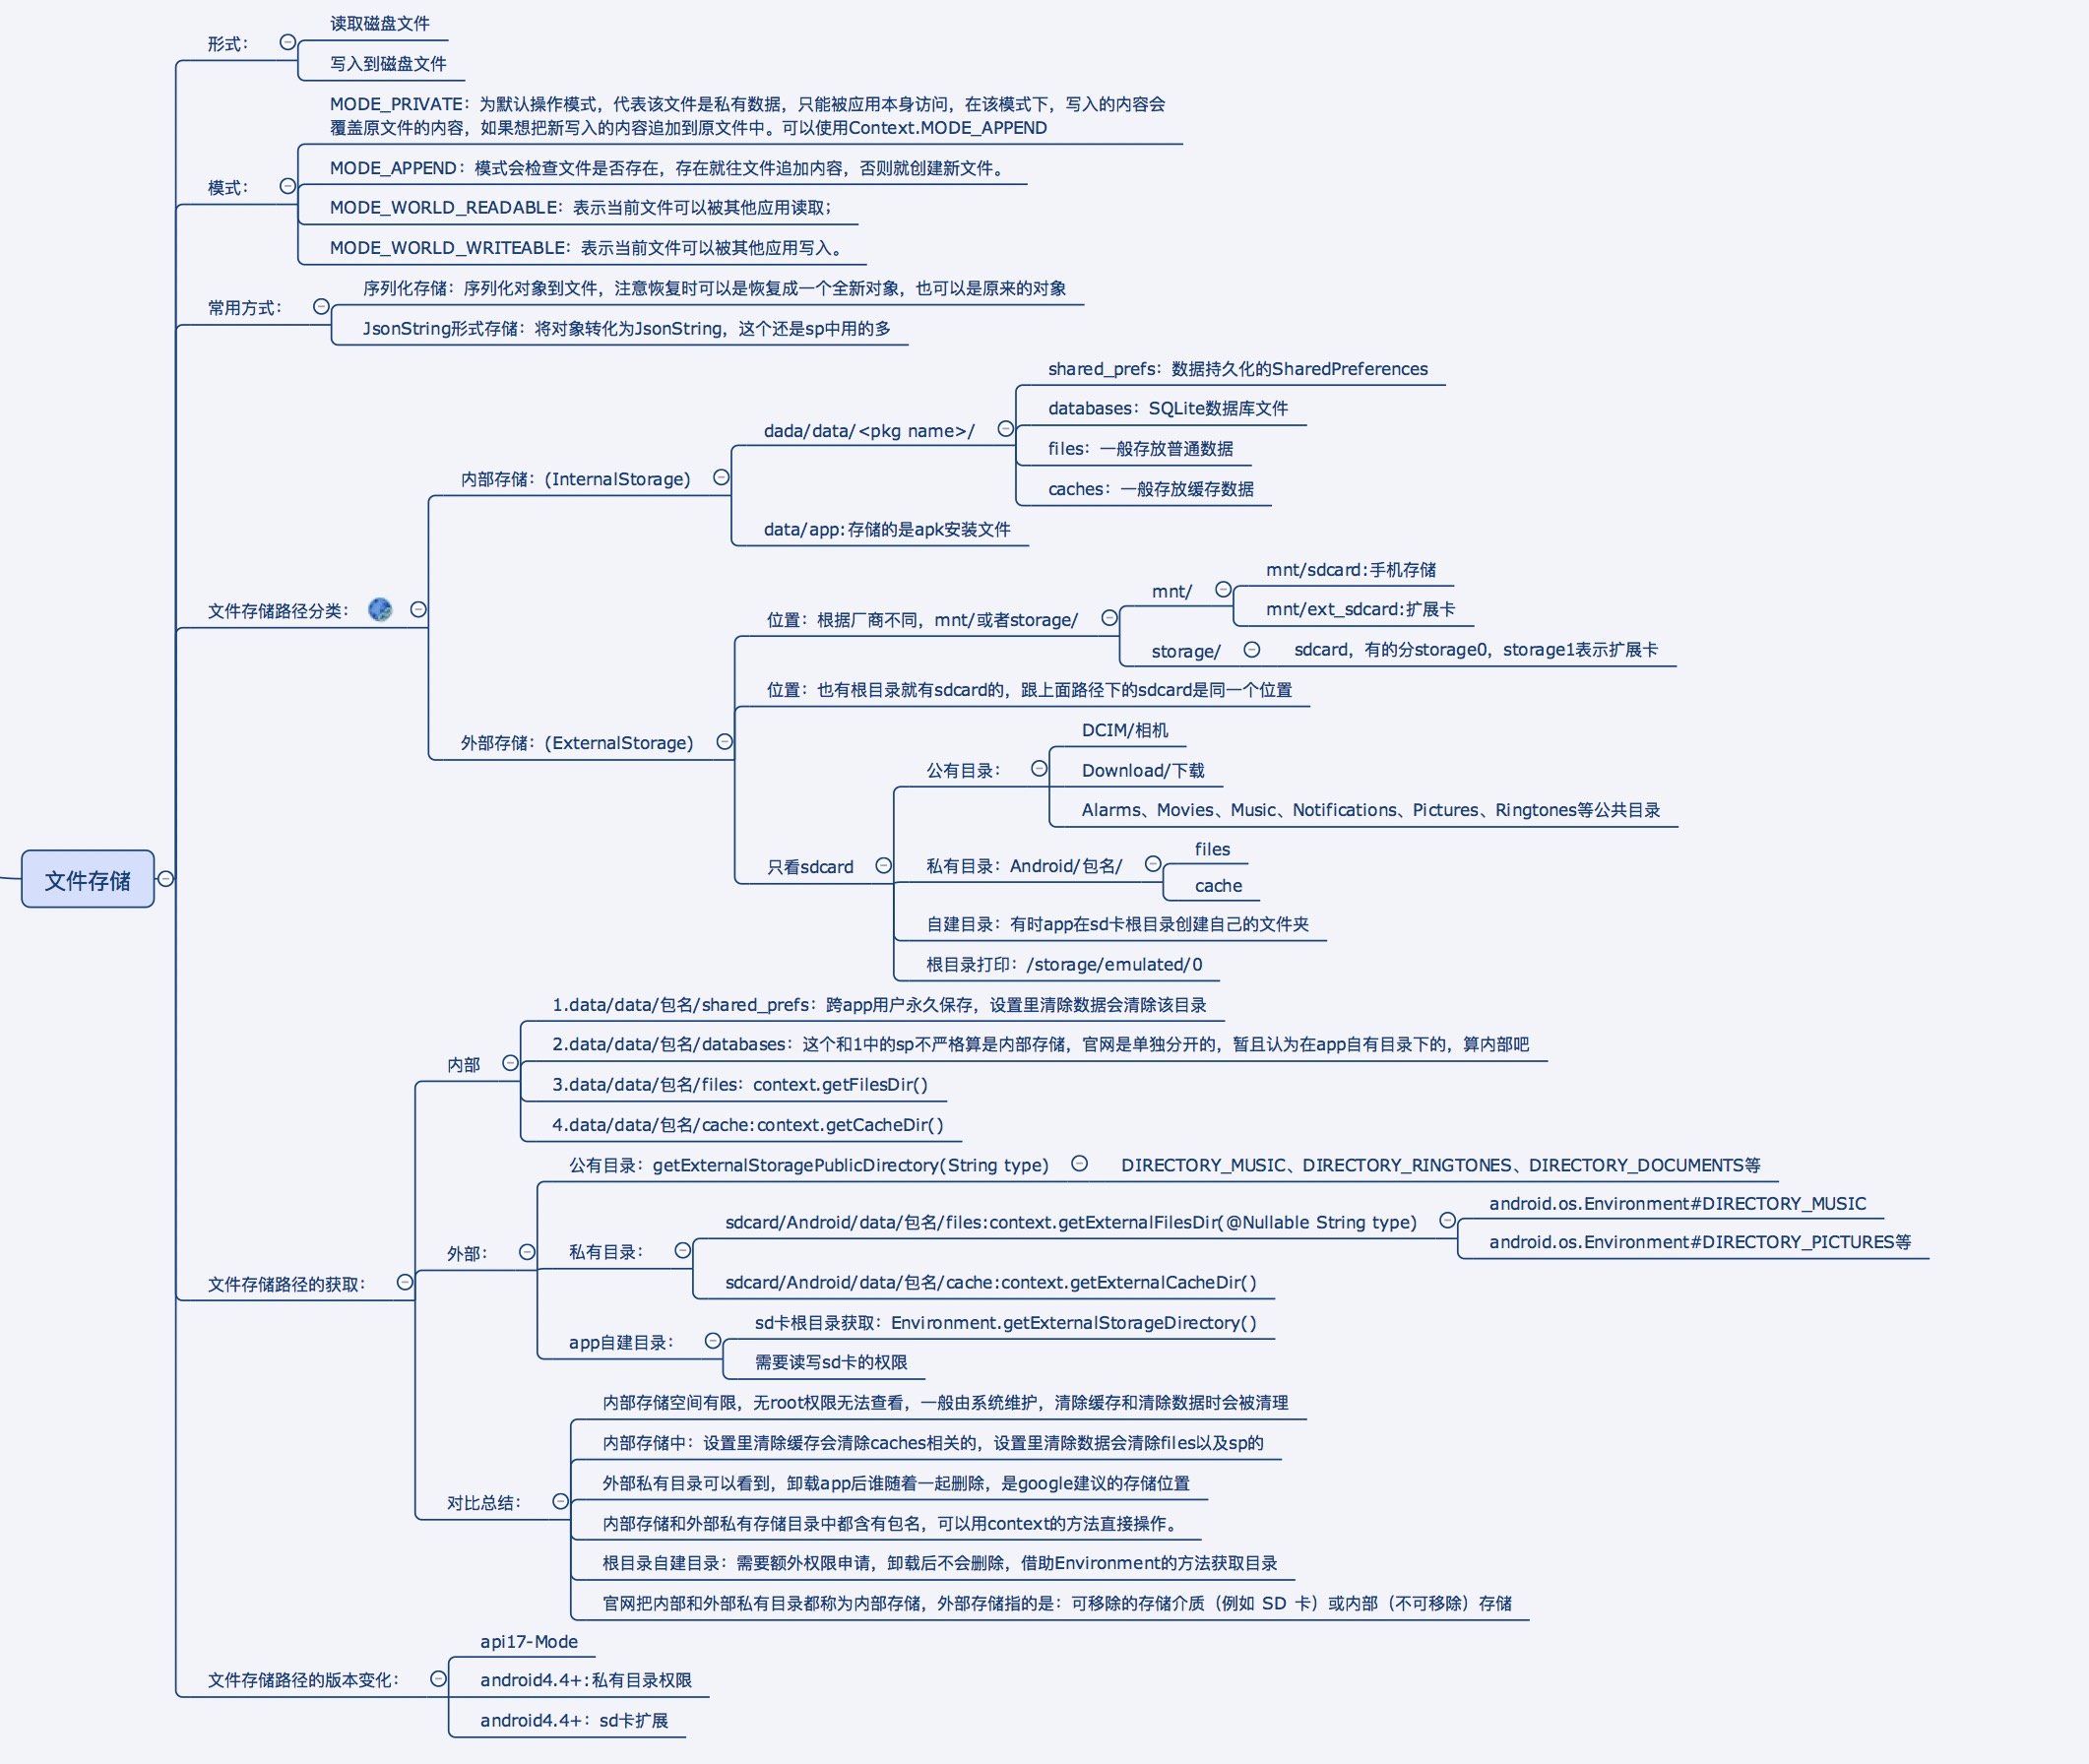 形式：
读取磁盘文件
写入到磁盘文件
模式：
MODE_PRIVATE：为默认操作模式，代表该文件是私有数据，只能被应用本身访问，在该模式下，写入的内容会
覆盖原文件的内容，如果想把新写入的内容追加到原文件中。可以使用Context.MODE_APPEND
MODE_APPEND：模式会检查文件是否存在，存在就往文件追加内容，否则就创建新文件。
MODE_WORLD_READABLE：表示当前文件可以被其他应用读取；
MODE_WORLD_WRITEABLE：表示当前文件可以被其他应用写入。
常用方式：
序列化存储：序列化对象到文件，注意恢复时可以是恢复成一个全新对象，也可以是原来的对象
JsonString形式存储：将对象转化为JsonString，这个还是sp中用的多
文件存储路径分类：
内部存储：(InternalStorage)
dada/data/<pkg name>/
shared_prefs：数据持久化的SharedPreferences
databases：SQLite数据库文件
files：一般存放普通数据
caches：一般存放缓存数据
data/app:存储的是apk安装文件
外部存储：(ExternalStorage)
位置：根据厂商不同，mnt/或者storage/
mnt/
mnt/sdcard:手机存储
mnt/ext_sdcard:扩展卡
storage/
sdcard，有的分storage0，storage1表示扩展卡
位置：也有根目录就有sdcard的，跟上面路径下的sdcard是同一个位置
只看sdcard
公有目录：
DCIM/相机
Download/下载
Alarms、Movies、Music、Notifications、Pictures、Ringtones等公共目录
私有目录：Android/包名/
files
cache
自建目录：有时app在sd卡根目录创建自己的文件夹
根目录打印：/storage/emulated/0
文件存储
文件存储路径的获取：
内部
1.data/data/包名/shared_prefs：跨app用户永久保存，设置里清除数据会清除该目录
2.data/data/包名/databases：这个和1中的sp不严格算是内部存储，官网是单独分开的，暂且认为在app自有目录下的，算内部吧
3.data/data/包名/files：context.getFilesDir()
4.data/data/包名/cache:context.getCacheDir()
外部：
公有目录：getExternalStoragePublicDirectory(String type)
DIRECTORY_MUSIC、DIRECTORY_RINGTONES、DIRECTORY_DOCUMENTS等
私有目录：
sdcard/Android/data/包名/files:context.getExternalFilesDir(@Nullable String type)
android.os.Environment#DIRECTORY_MUSIC
android.os.Environment#DIRECTORY_PICTURES等
sdcard/Android/data/包名/cache:context.getExternalCacheDir()
app自建目录：
sd卡根目录获取：Environment.getExternalStorageDirectory()
需要读写sd卡的权限
对比总结：
内部存储空间有限，无root权限无法查看，一般由系统维护，清除缓存和清除数据时会被清理
内部存储中：设置里清除缓存会清除caches相关的，设置里清除数据会清除files以及sp的
外部私有目录可以看到，卸载app后谁随着一起删除，是google建议的存储位置
内部存储和外部私有存储目录中都含有包名，可以用context的方法直接操作。
根目录自建目录：需要额外权限申请，卸载后不会删除，借助Environment的方法获取目录
官网把内部和外部私有目录都称为内部存储，外部存储指的是：可移除的存储介质（例如 SD 卡）或内部（不可移除）存储
文件存储路径的版本变化：
api17-Mode
android4.4+:私有目录权限
android4.4+：sd卡扩展